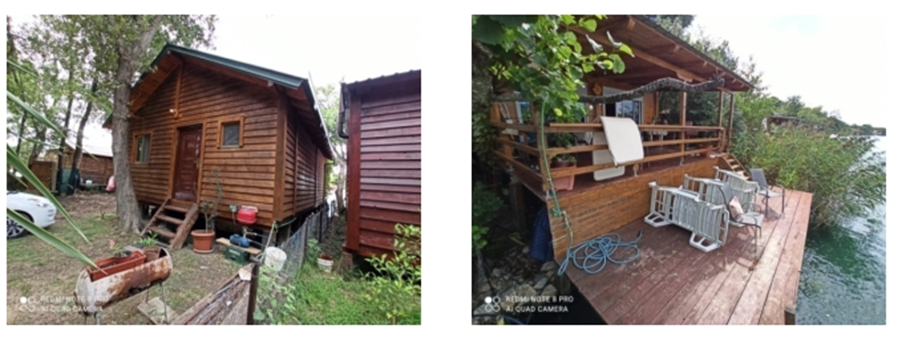 REDMI NOTE 8 PRO
AI QUAD CAMERA
REDMI NOTE 8 PRO
AI QUAD CAMERA